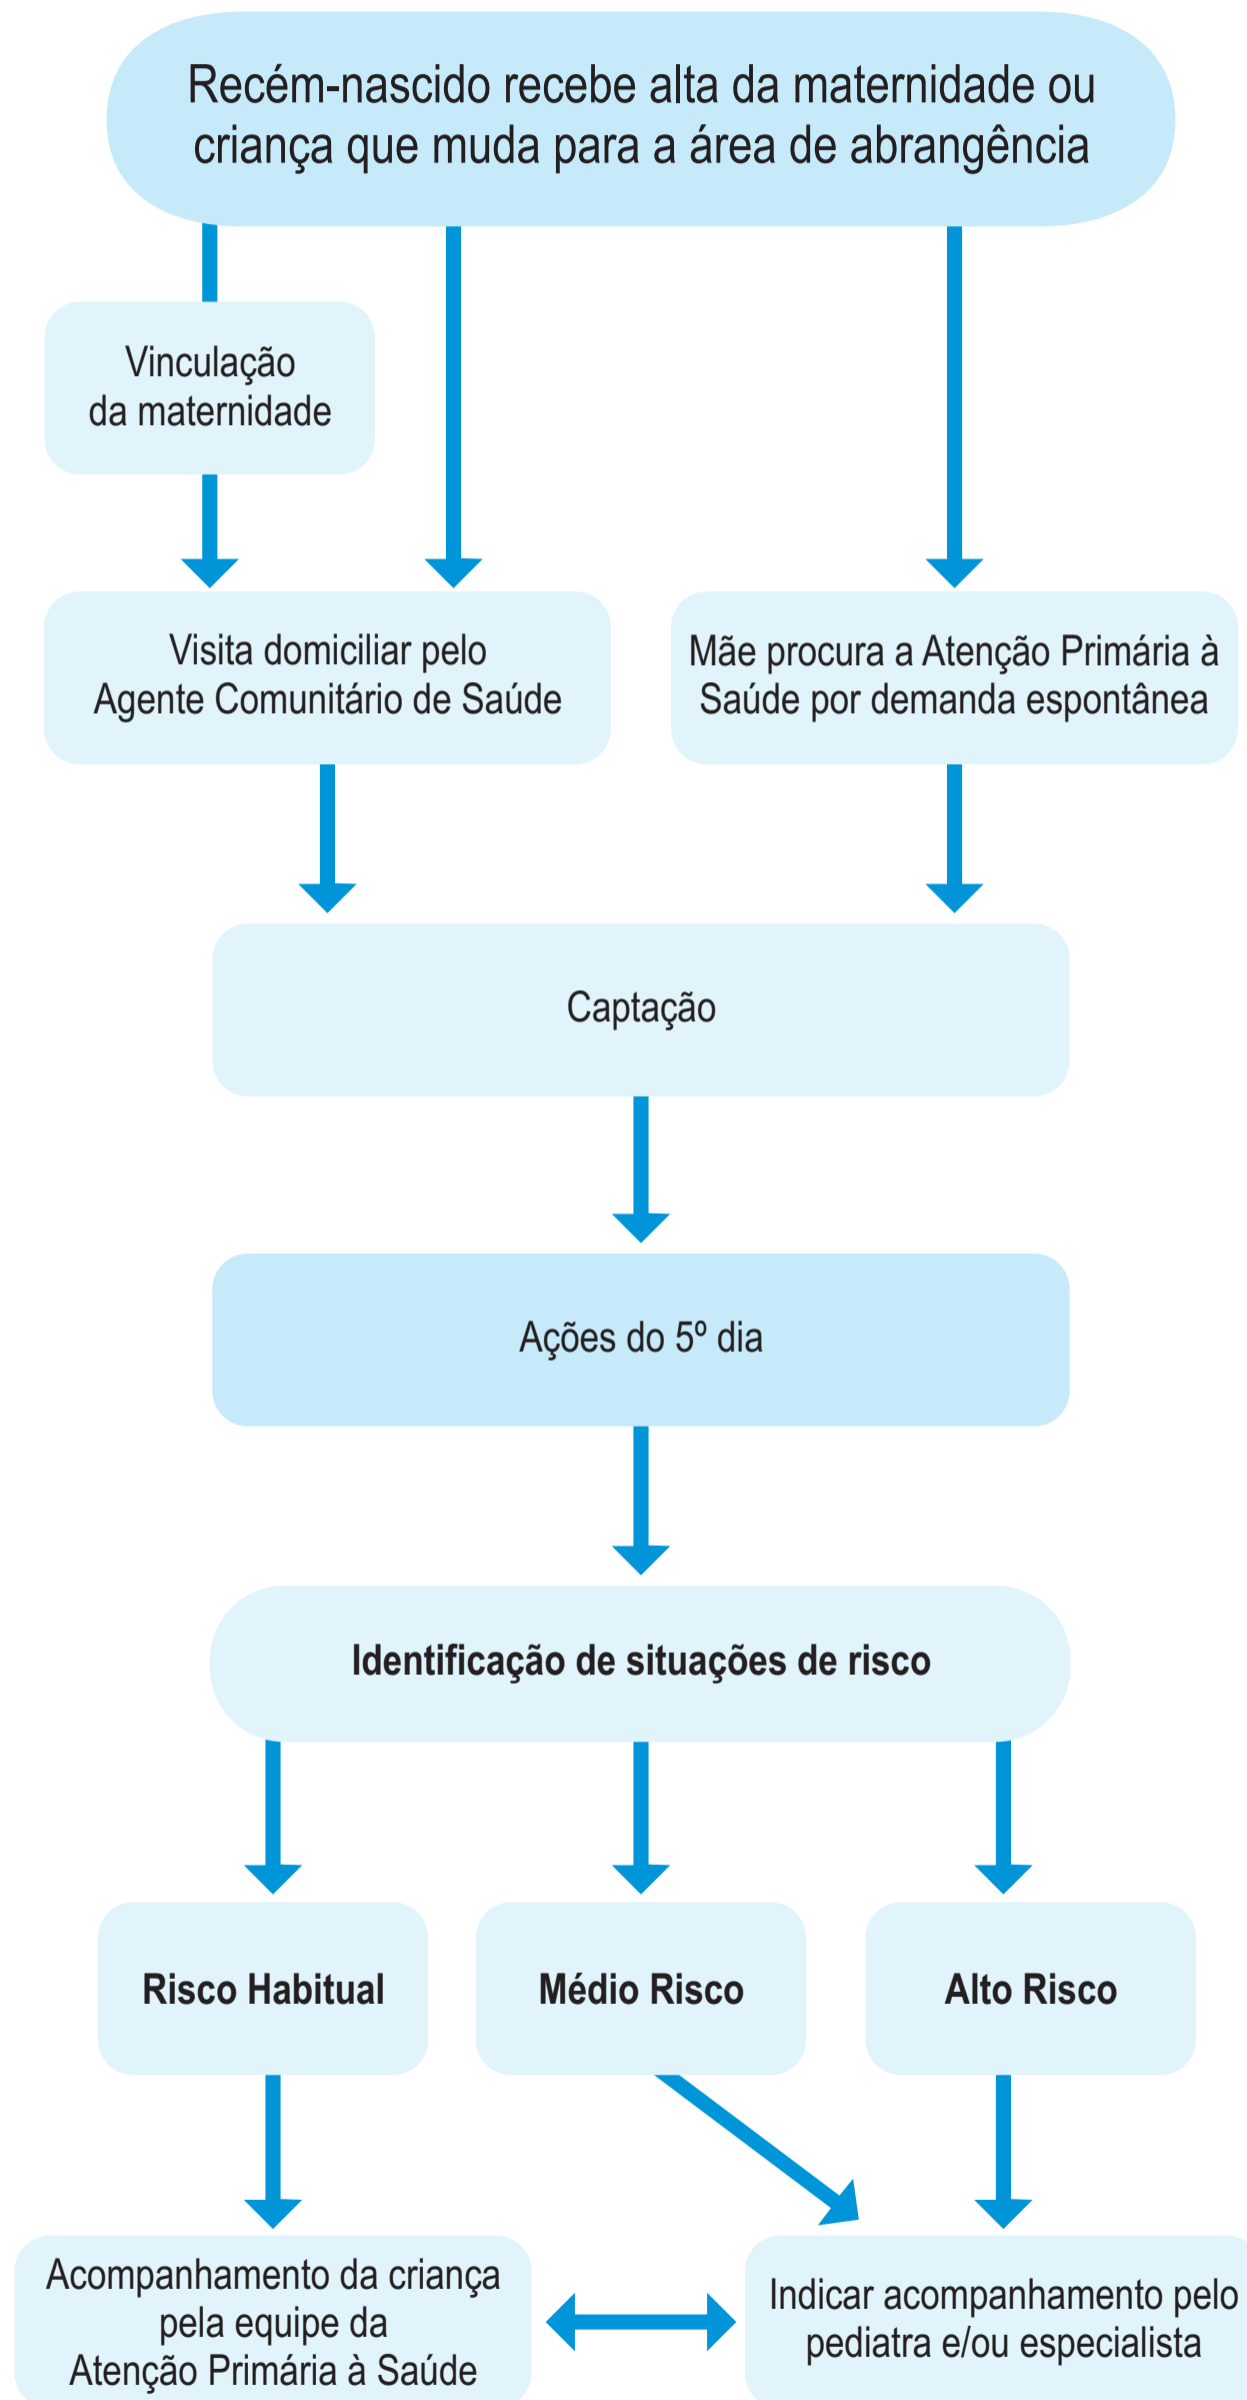 Recém-nascido recebe alta da maternidade ou
criança que muda para a área de abrangência
Vinculação
da maternidade
Visita domiciliar pelo
Agente Comunitário de Saúde
Mãe procura a Atenção Primária à
Saúde por demanda espontânea
Captação
Ações do 5º dia
Identificação de situações de risco
Risco Habitual
Médio Risco
Alto Risco
Acompanhamento da criança
pela equipe da
Atenção Primária à Saúde
Indicar acompanhamento pelo
pediatra e/ou especialista